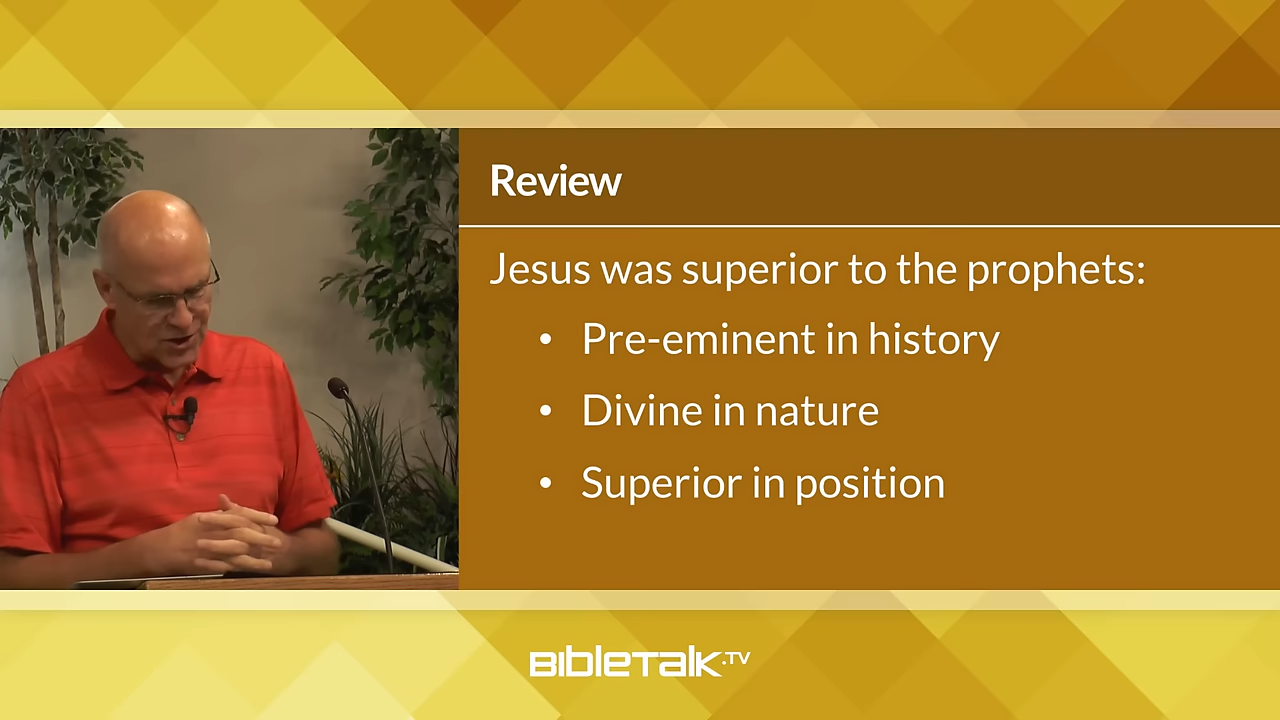 Review
Jesus was superior to the prophets:
• Pre-eminent in history
• Divine in nature
• Superior in position
BIBLETALK.TV